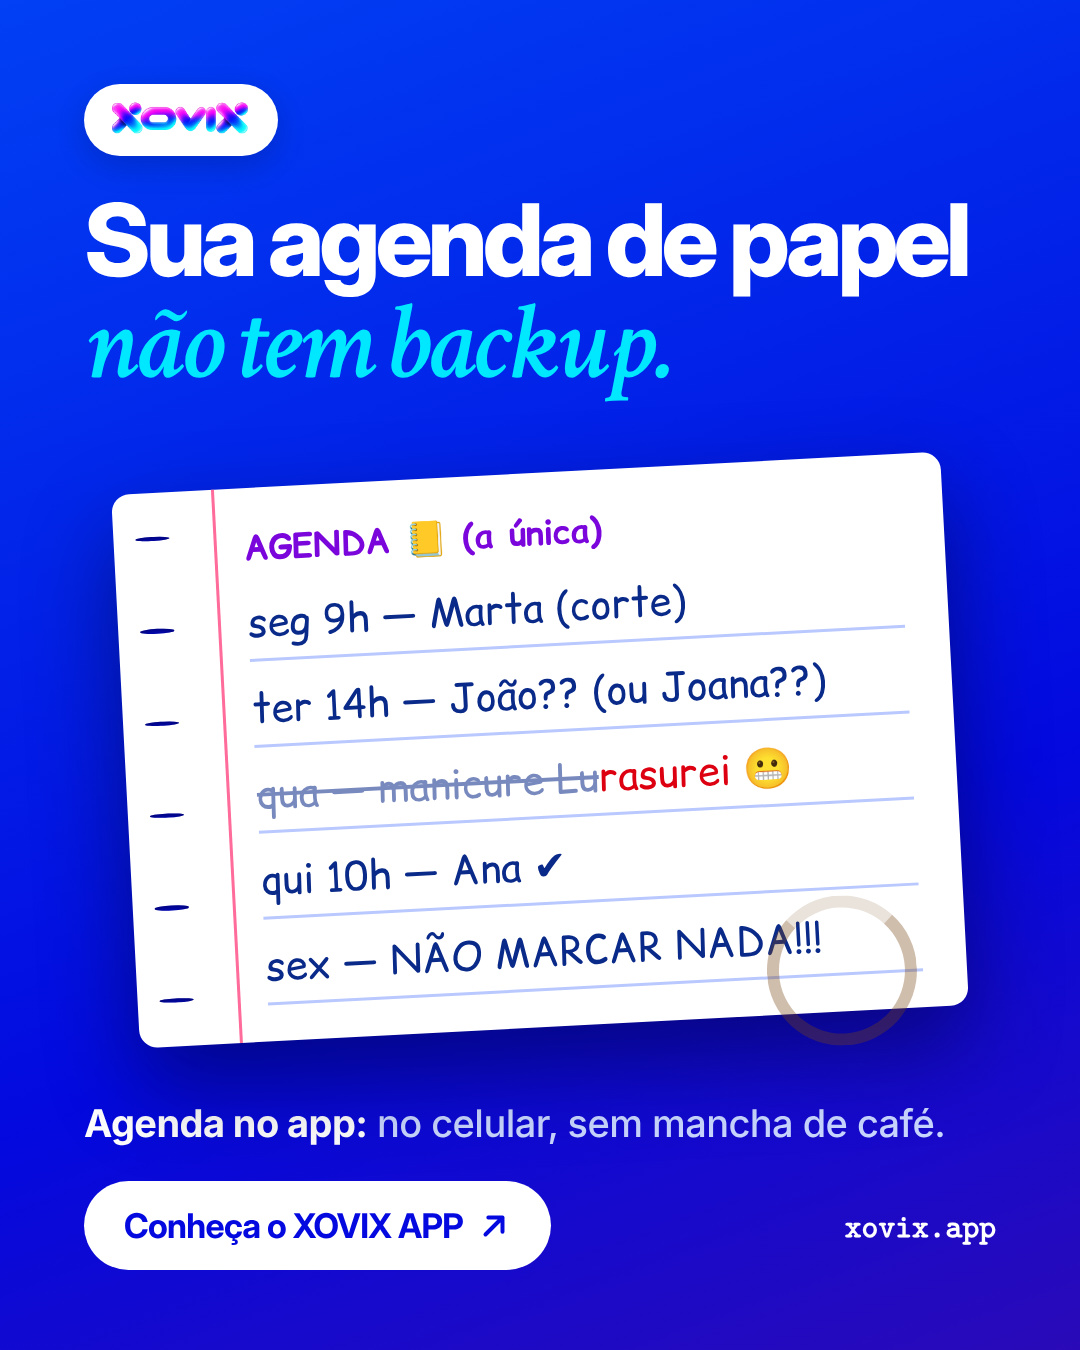 XOVIX
Sua agenda de papel
não tem backup.
AGENDA 📒 (a única)
seg 9h — Marta (corte)
ter 14h — João?? (ou Joana??)
qua — manicure Lurasurei 😬
qui 10h — Ana ✔
sex — NÃO MARCAR NADA!!!
Agenda no app: no celular, sem mancha de café.
Conheça o XOVIX APP ↗
xovix.app